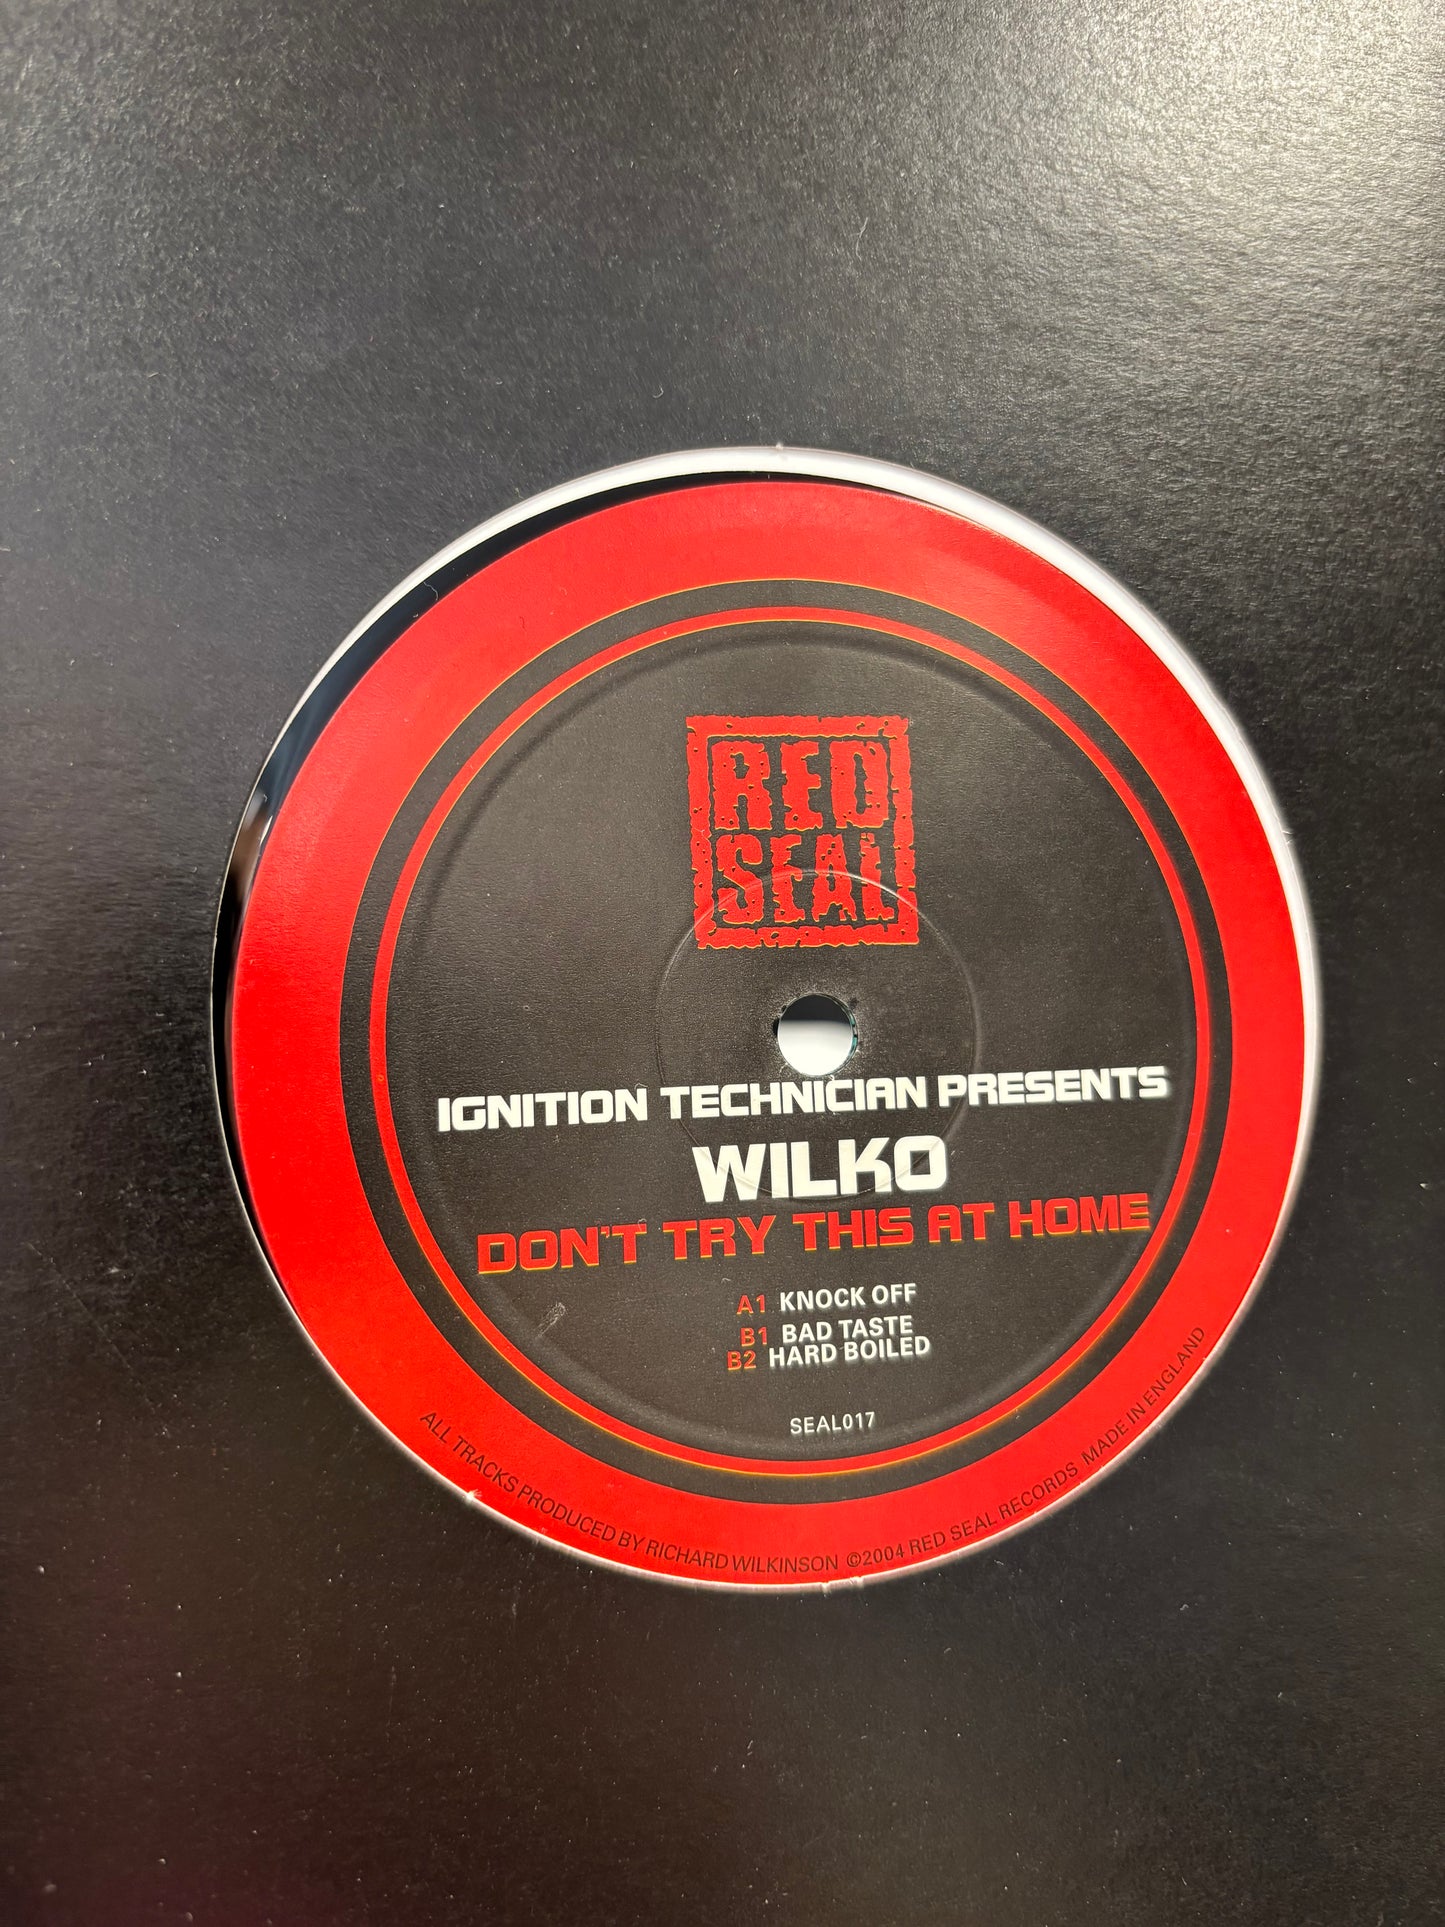 RED
SEAL
IGNITION TECHNICIAN PRESENTS
WILKO
DON'T TRY THIS AT HOME
A1 KNOCK OFF
B1 BAD TASTE
B2 HARD BOILED
SEAL017
ALL TRACKS PRODUCED BY RICHARD WILKINSON ©2004 RED SEAL RECORDS MADE IN ENGLAND